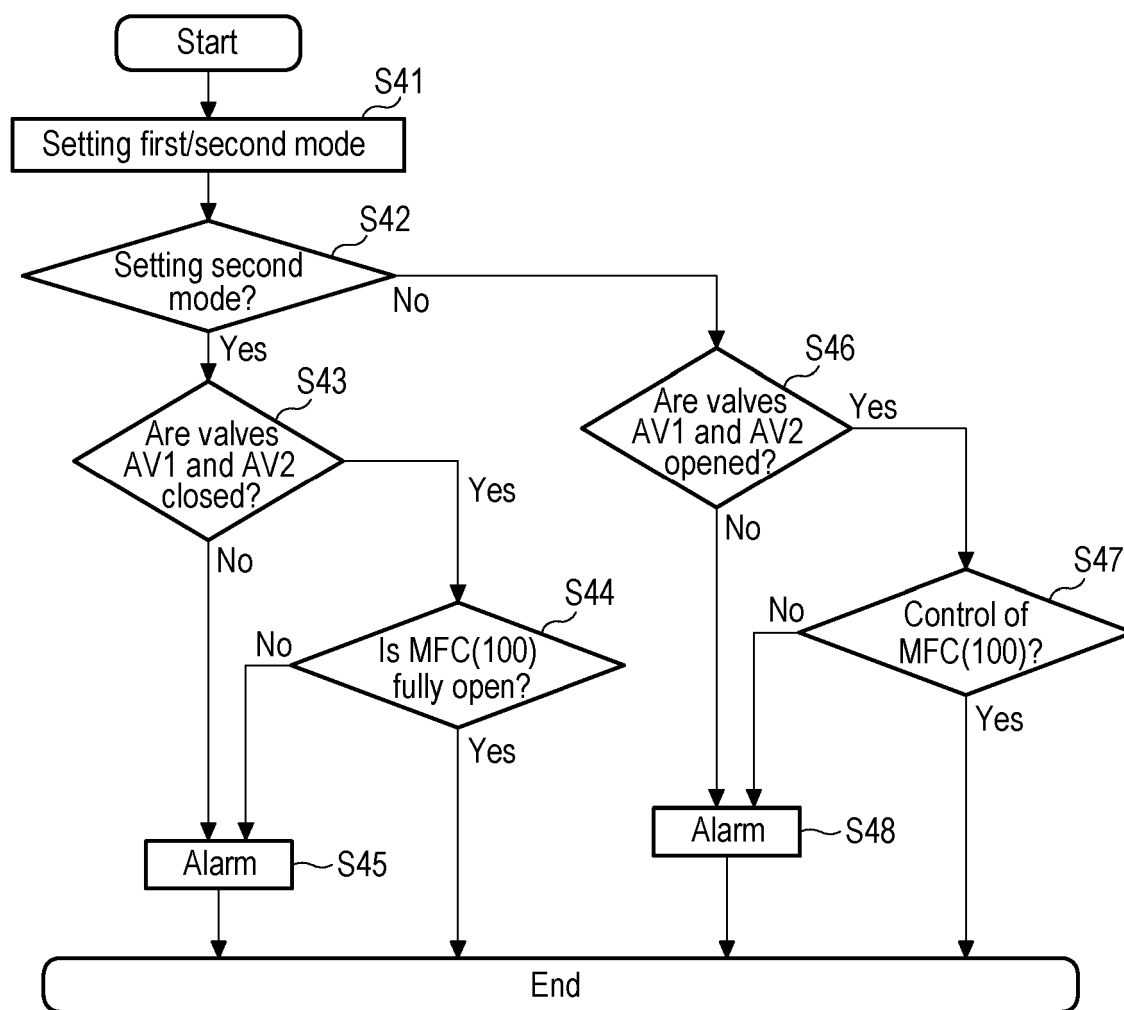 Start
S41
Setting first/second mode
S42
Setting second
mode?
No
Yes
S43
Are valves
AV1 and AV2
closed?
Yes
No
S46
Are valves
AV1 and AV2
opened?
Yes
No
S44
Is MFC(100)
fully open?
No
Yes
S47
Control of
MFC(100)?
No
Yes
Alarm
S45
Alarm
S48
End